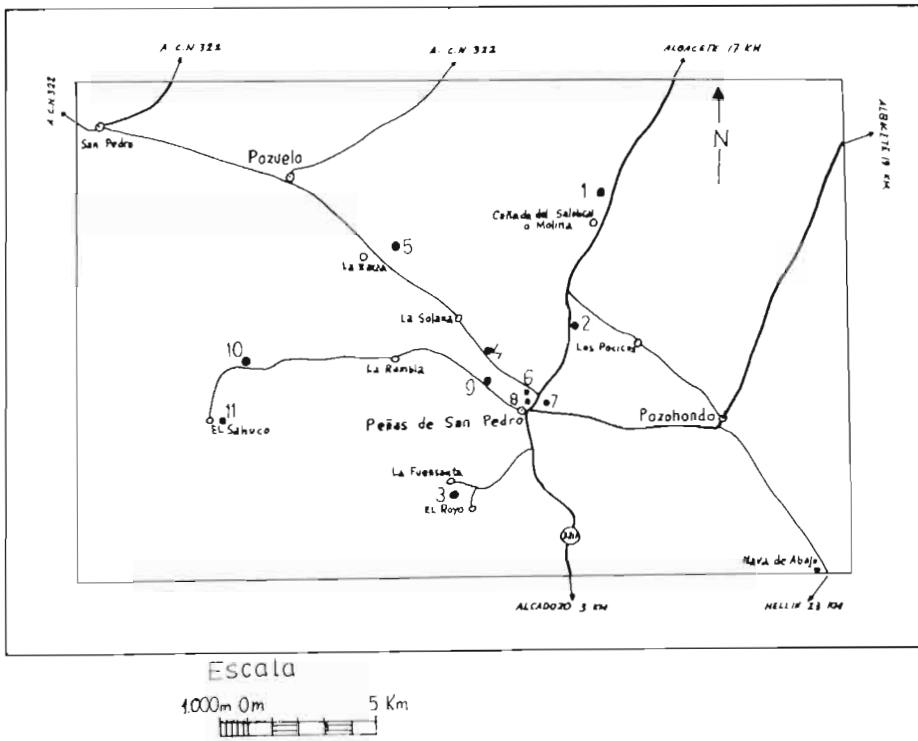 A C.N 322
A. C. N 322
ALBACETE 17 KM
A C.N 322
ALBACETE 19 KM
N
San Pedro
Pozuelo
1
Cañada del Salobral
o Molina
5
La Solana
2
Los Pocicos
4
10
La Rambla
9
6
8
7
Pozohondo
11
EL Sahuco
Peñas de San Pedro
La Fuensanta
3
EL Royo
Nava de Abajo
ALCADOZO 3 KM
HELLIN 23 KM
Escala
1.000m 0m 5 Km